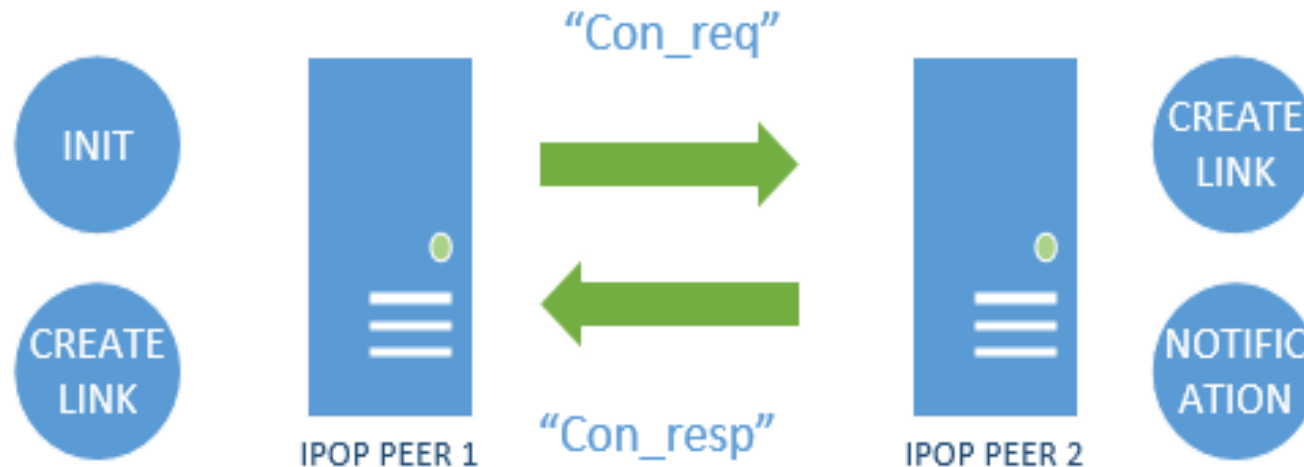 “Con_req”
INIT
CREATE
LINK
CREATE
LINK
NOTIFIC
ATION
“Con_resp”
IPOP PEER 1
IPOP PEER 2